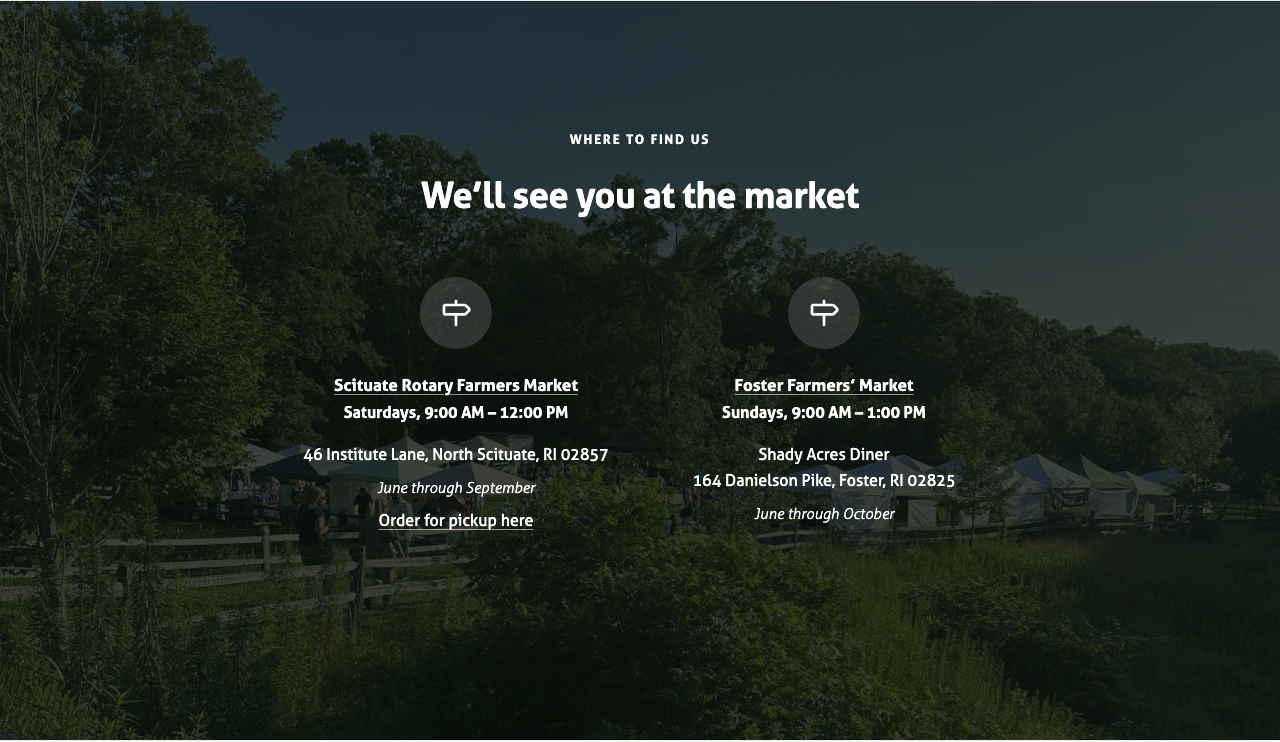 WHERE TO FIND US
We’ll see you at the market
Scituate Rotary Farmers Market
Saturdays, 9:00 AM – 12:00 PM
46 Institute Lane, North Scituate, RI 02857
June through September
Order for pickup here
Foster Farmers’ Market
Sundays, 9:00 AM – 1:00 PM
Shady Acres Diner
164 Danielson Pike, Foster, RI 02825
June through October